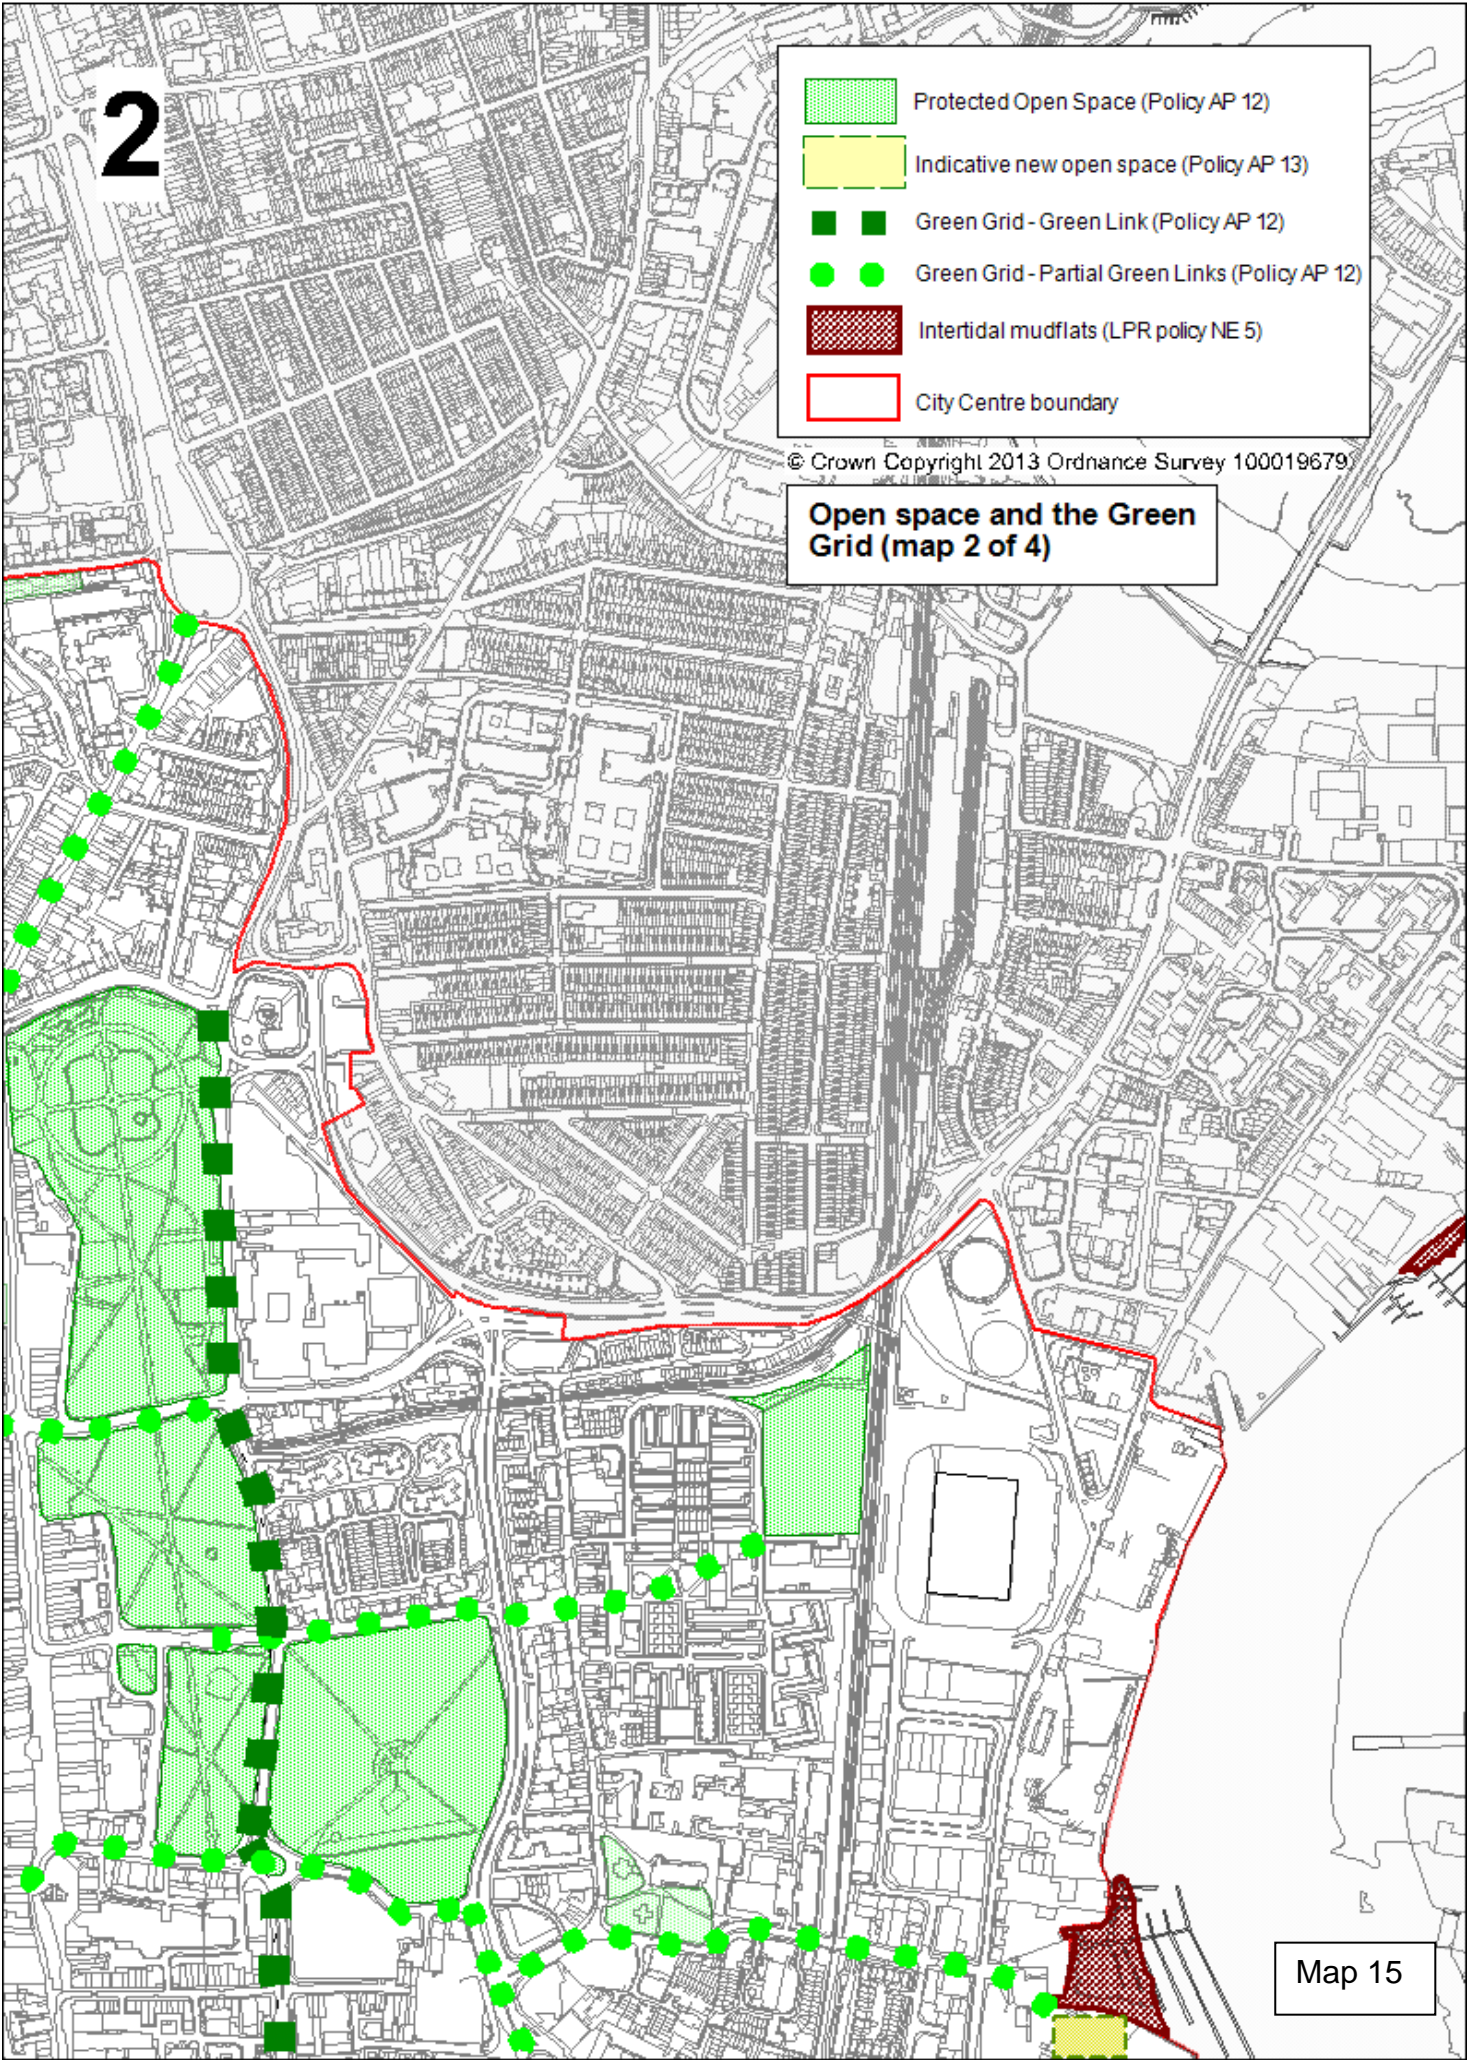 2
Protected Open Space (Policy AP 12)
Indicative new open space (Policy AP 13)
Green Grid - Green Link (Policy AP 12)
Green Grid - Partial Green Links (Policy AP 12)
Intertidal mudflats (LPR policy NE 5)
City Centre boundary
© Crown Copyright 2013 Ordnance Survey 100019679
Open space and the Green
Grid (map 2 of 4)
Map 15